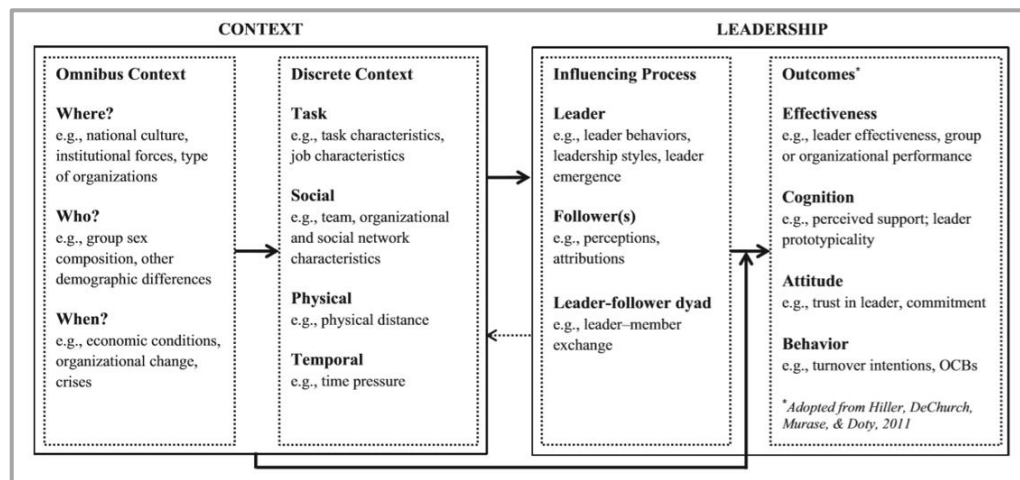 CONTEXT
Omnibus Context
Where?
e.g., national culture,
institutional forces, type
of organizations
Who?
e.g., group sex
composition, other
demographic differences
When?
e.g., economic conditions,
organizational change,
crises
Discrete Context
Task
e.g., task characteristics,
job characteristics
Social
e.g., team, organizational
and social network
characteristics
Physical
e.g., physical distance
Temporal
e.g., time pressure
LEADERSHIP
Influencing Process
Leader
e.g., leader behaviors,
leadership styles, leader
emergence
Follower(s)
e.g., perceptions,
attributions
Leader-follower dyad
e.g., leader–member
exchange
Outcomes*
Effectiveness
e.g., leader effectiveness, group
or organizational performance
Cognition
e.g., perceived support; leader
prototypicality
Attitude
e.g., trust in leader, commitment
Behavior
e.g., turnover intentions, OCBs
*Adopted from Hiller, DeChurch,
Murase, & Doty, 2011